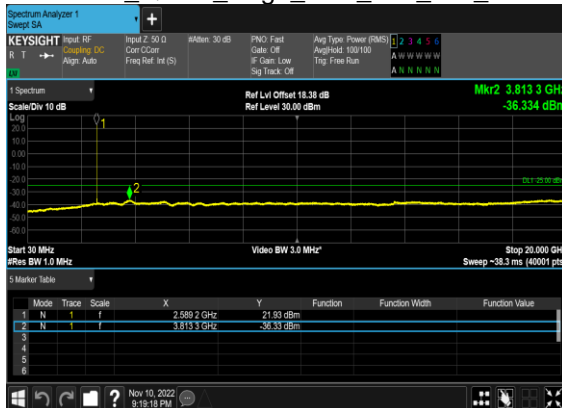 Spectrum Analyzer 1
Swept SA
KEYSIGHT Input: RF Input Z: 50 Ω #Atten: 30 dB PNO: Fast Avg Type: Power (RMS) 1 2 3 4 5 6
R T Coupling: DC Corr CCorr Gate: Off Avg|Hold: 100/100 A W W W W W
Align: Auto Freq Ref: Int (S) IF Gain: Low Trig: Free Run
Sig Track: Off A N N N N N
1 Spectrum Ref Lvl Offset 18.38 dB Mkr2 3.813 3 GHz
Scale/Div 10 dB Ref Level 30.00 dBm -36.334 dBm
Log
20.0
10.0
0.00
-10.0
-20.0
-30.0
-40.0
-50.0
-60.0
1
2
DL1 -25.00 dBm
Start 30 MHz Video BW 3.0 MHz* Stop 20.000 GHz
#Res BW 1.0 MHz Sweep ~38.3 ms (40001 pts)
5 Marker Table
Mode Trace Scale X Y Function Function Width Function Value
1 N 1 f 2.589 2 GHz 21.93 dBm
2 N 1 f 3.813 3 GHz -36.33 dBm
3
4
5
6
Nov 10, 2022
9:19:18 PM